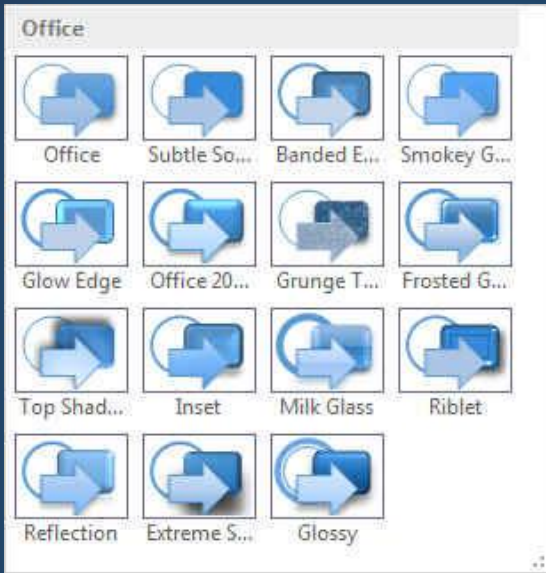 Office
Office Subtle So... Banded E... Smokey G...
Glow Edge Office 20... Grunge T... Frosted G...
Top Shad... Inset Milk Glass Riblet
Reflection Extreme S... Glossy